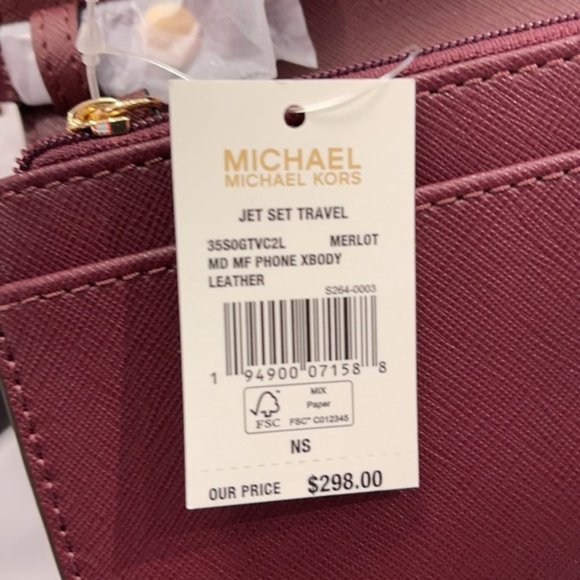 MICHAEL
MICHAEL KORS
JET SET TRAVEL
35S0GTVC2L MERLOT
MD MF PHONE XBODY
LEATHER
S264-0003
1 94900 07158 8
FSC
MIX
Paper
FSC® C012345
NS
OUR PRICE $298.00